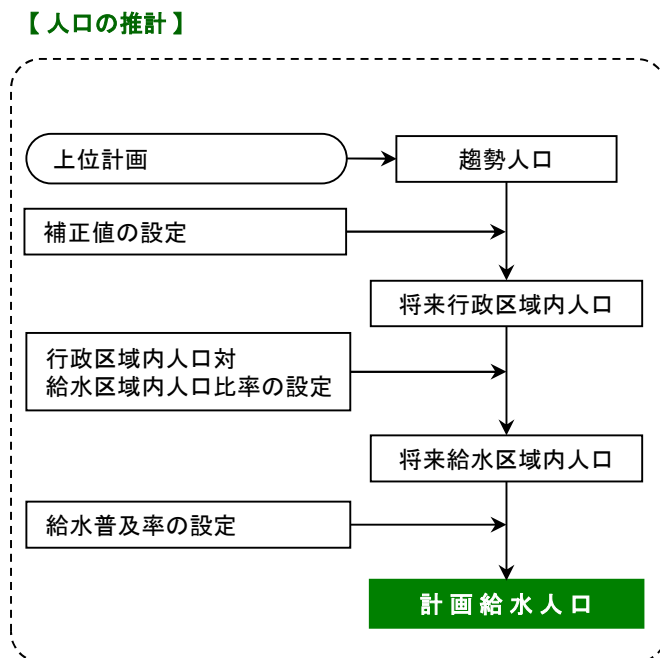 【 人口の推計 】
上位計画
趨勢人口
補正値の設定
将来行政区域内人口
行政区域内人口対
給水区域内人口比率の設定
将来給水区域内人口
給水普及率の設定
計画給水人口